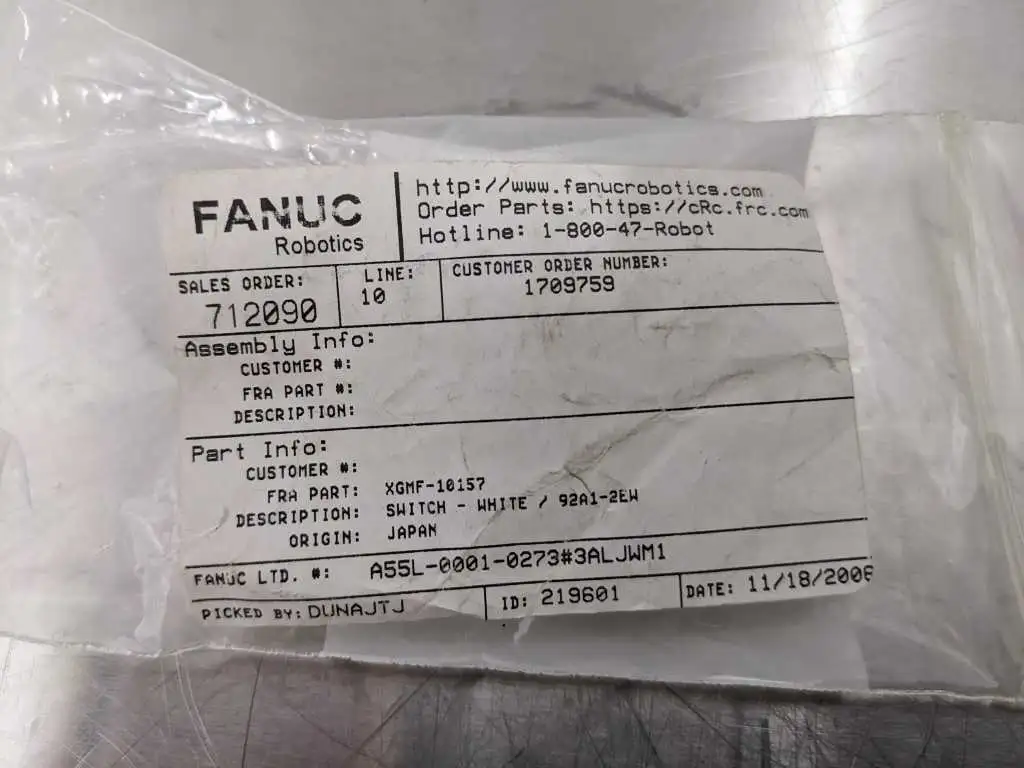 FANUC
Robotics
http://www.fanucrobotics.com
Order Parts: https://cRc.frc.com
Hotline: 1-800-47-Robot
SALES ORDER:
712090
LINE:
10
CUSTOMER ORDER NUMBER:
1709759
Assembly Info:
CUSTOMER #:
FRA PART #:
DESCRIPTION:
Part Info:
CUSTOMER #:
FRA PART: XGMF-10157
DESCRIPTION: SWITCH - WHITE / 92A1-2EW
ORIGIN: JAPAN
FANUC LTD. #: A55L-0001-0273#3ALJWM1
PICKED BY: DUNAJTJ
ID: 219601
DATE: 11/18/2006